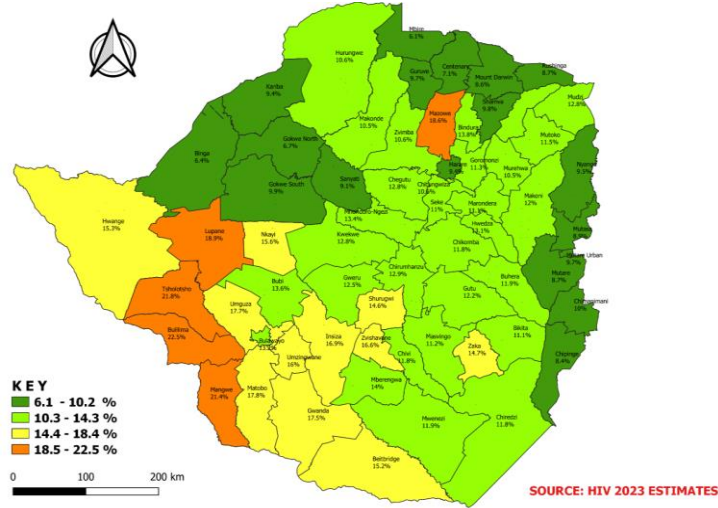 Mbire
6.1%
Hurungwe
10.6%
Guruve
9.7%
Centenary
7.1%
Mount Darwin
8.6%
Rushinga
8.7%
Kariba
9.4%
Shamva
9.8%
Mudzi
12.8%
Makonde
10.5%
Zvimba
10.6%
Mazowe
18.6%
Bindura
13.8%
Mutoko
11.5%
Gokwe North
6.7%
Binga
6.4%
Sanyati
9.1%
Harare
Goromonzi
11.3%
Murehwa
10.5%
Nyanga
9.5%
Gokwe South
9.9%
Chegutu
12.8%
Chitungwiza
10.6%
Seke
11%
Marondera
Makoni
12%
Hwange
15.3%
Mhondoro-Ngezi
13.4%
Hwedza
Mutasa
Lupane
18.9%
Nkayi
15.6%
Kwekwe
12.8%
Chikomba
11.8%
Mutare Urban
9.7%
Mutare
8.7%
Tsholotsho
21.8%
Bubi
13.6%
Gweru
12.5%
Chirumhanzu
12.9%
Buhera
11.9%
Gutu
12.2%
Chimanimani
10%
Umguza
17.7%
Shurugwi
14.6%
Bulilima
22.5%
Bulawayo
Insiza
16.9%
Zvishavane
16.6%
Masvingo
11.2%
Bikita
11.1%
Umzingwane
16%
Chivi
11.8%
Zaka
14.7%
Chipinge
8.4%
Mangwe
21.4%
Matobo
17.8%
Mberengwa
14%
Gwanda
17.5%
Mwenezi
11.9%
Chiredzi
11.8%
Beitbridge
15.2%
KEY
6.1 - 10.2 %
10.3 - 14.3 %
14.4 - 18.4 %
18.5 - 22.5 %
0 100 200 km
SOURCE: HIV 2023 ESTIMATES